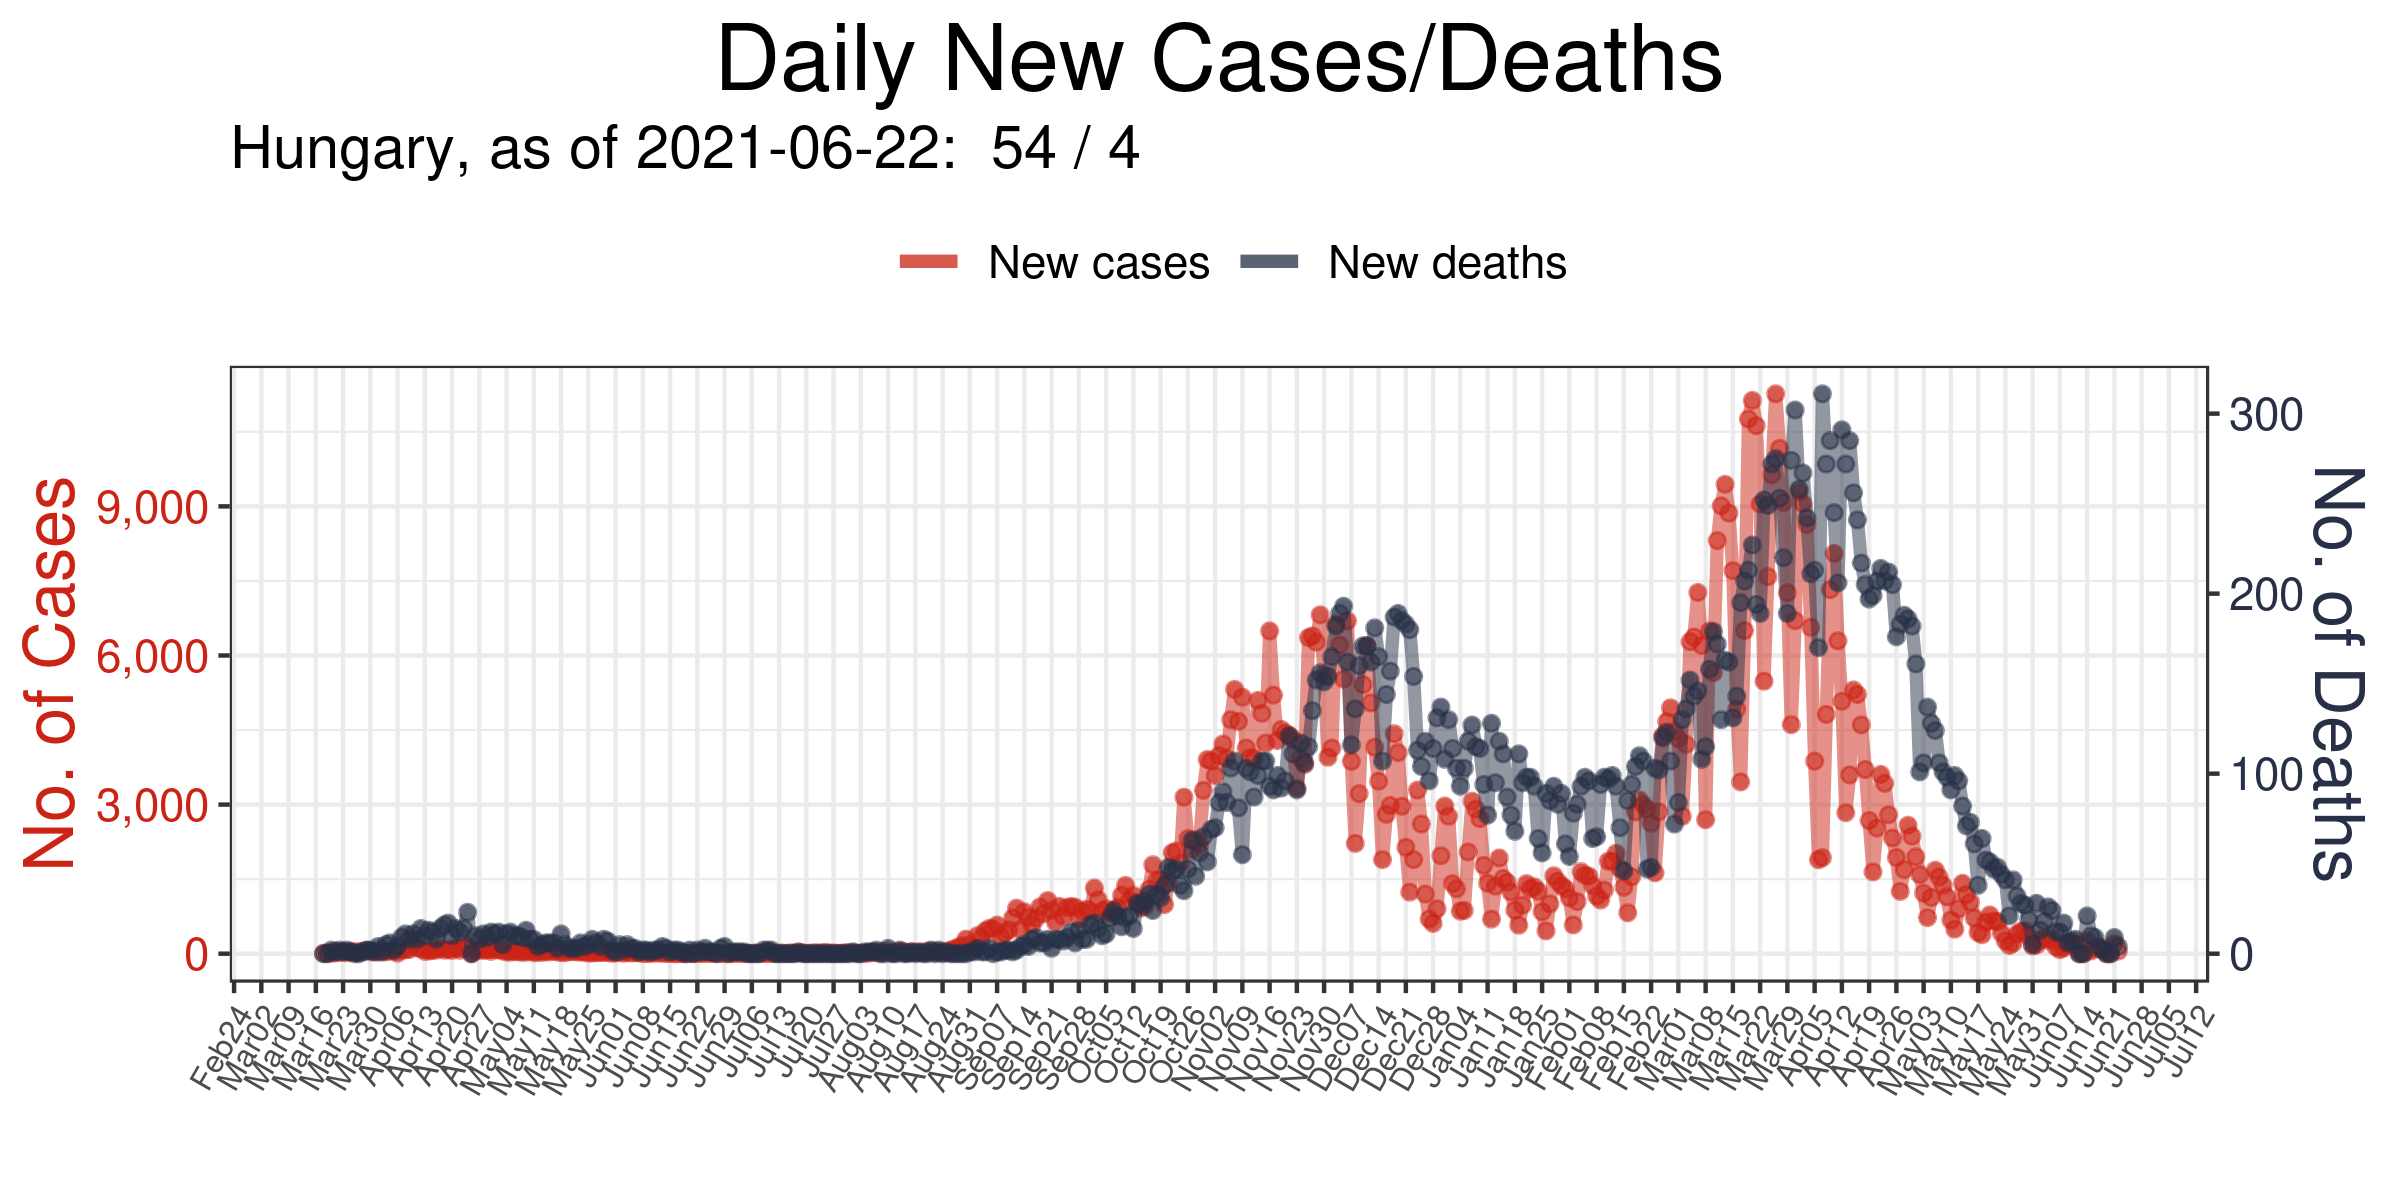 Daily New Cases/Deaths
Hungary, as of 2021-06-22: 54 / 4
New cases
New deaths
No. of Cases
9,000
6,000
3,000
0
300
200
100
0
No. of Deaths
Feb24
Mar02
Mar09
Mar16
Mar23
Mar30
Apr06
Apr13
Apr20
Apr27
May04
May11
May18
May25
Jun01
Jun08
Jun15
Jun22
Jun29
Jul06
Jul13
Jul20
Jul27
Aug03
Aug10
Aug17
Aug24
Aug31
Sep07
Sep14
Sep21
Sep28
Oct05
Oct12
Oct19
Oct26
Nov02
Nov09
Nov16
Nov23
Nov30
Dec07
Dec14
Dec21
Dec28
Jan04
Jan11
Jan18
Jan25
Feb01
Feb08
Feb15
Feb22
Mar01
Mar08
Mar15
Mar22
Mar29
Apr05
Apr12
Apr19
Apr26
May03
May10
May17
May24
May31
Jun07
Jun14
Jun21
Jun28
Jul05
Jul12